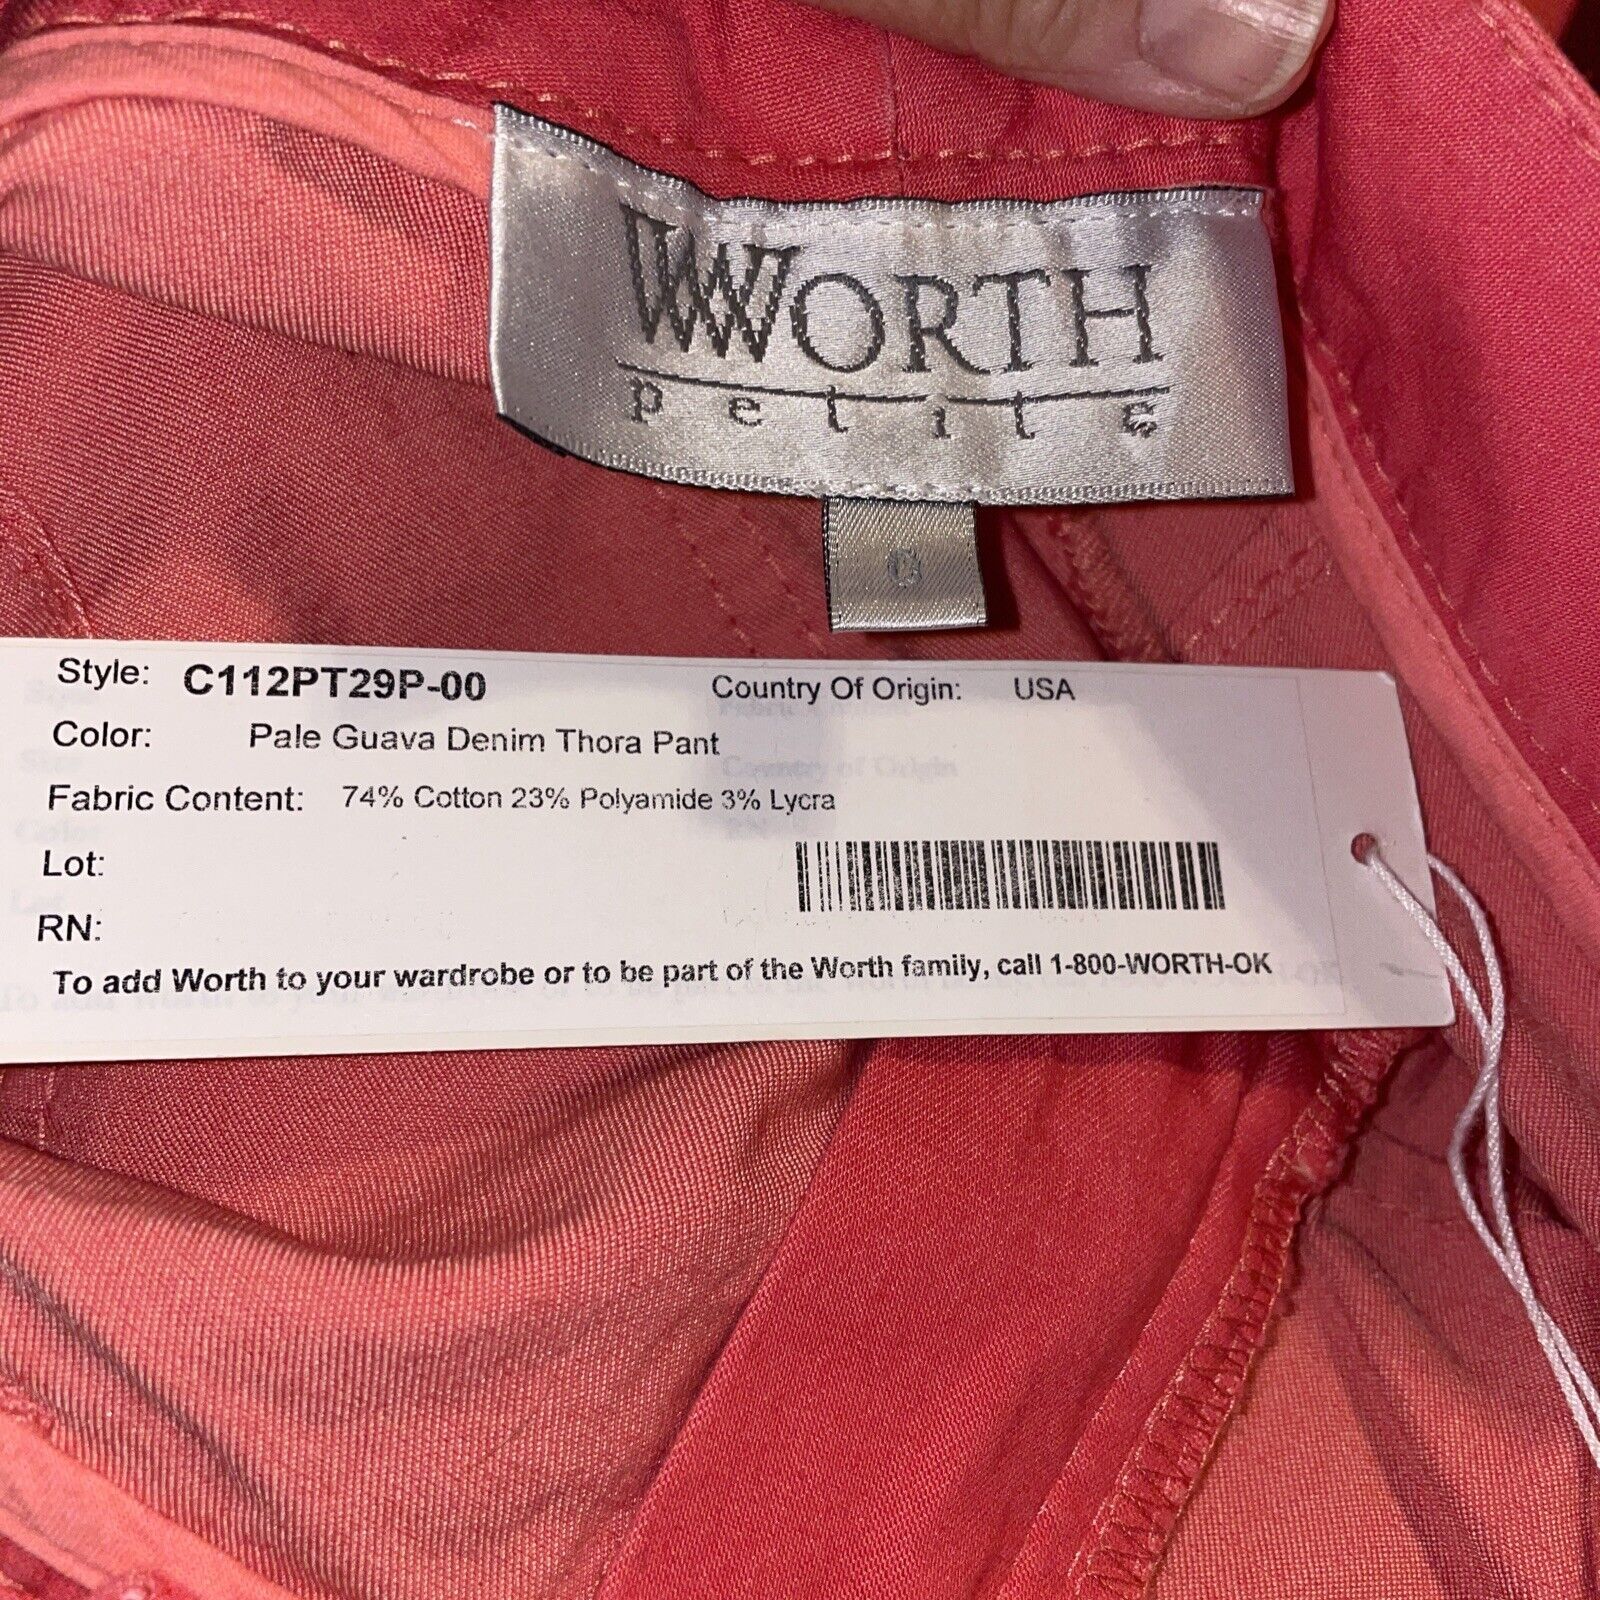 WORTH
petite
Style: C112PT29P-00 Country Of Origin: USA
Color: Pale Guava Denim Thora Pant
Fabric Content: 74% Cotton 23% Polyamide 3% Lycra
Lot:
RN:
To add Worth to your wardrobe or to be part of the Worth family, call 1-800-WORTH-OK